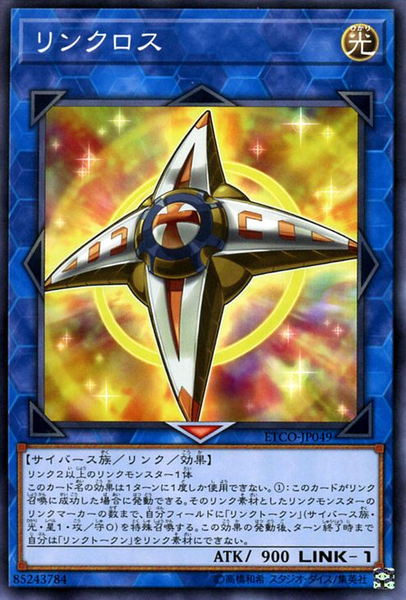 リンクロス
光
ETCO-JP049
【サイバース族／リンク／効果】
リンク２以上のリンクモンスター１体
このカード名の効果は１ターンに１度しか使用できない。①：このカードがリンク
召喚に成功した場合に発動できる。そのリンク素材としたリンクモンスターの
リンクマーカーの数まで、自分フィールドに「リンクトークン」（サイバース族・
光・星１・攻／守０）を特殊召喚する。この効果の発動後、ターン終了時まで
自分は「リンクトークン」をリンク素材にできない。
ATK/ 900 LINK-1
85243784
©高橋和希 スタジオ・ダイス/集英社